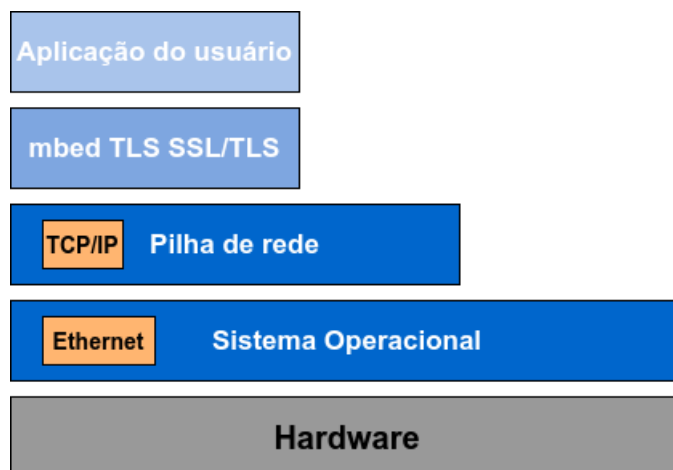 Aplicação do usuário
mbed TLS SSL/TLS
TCP/IP Pilha de rede
Ethernet Sistema Operacional
Hardware